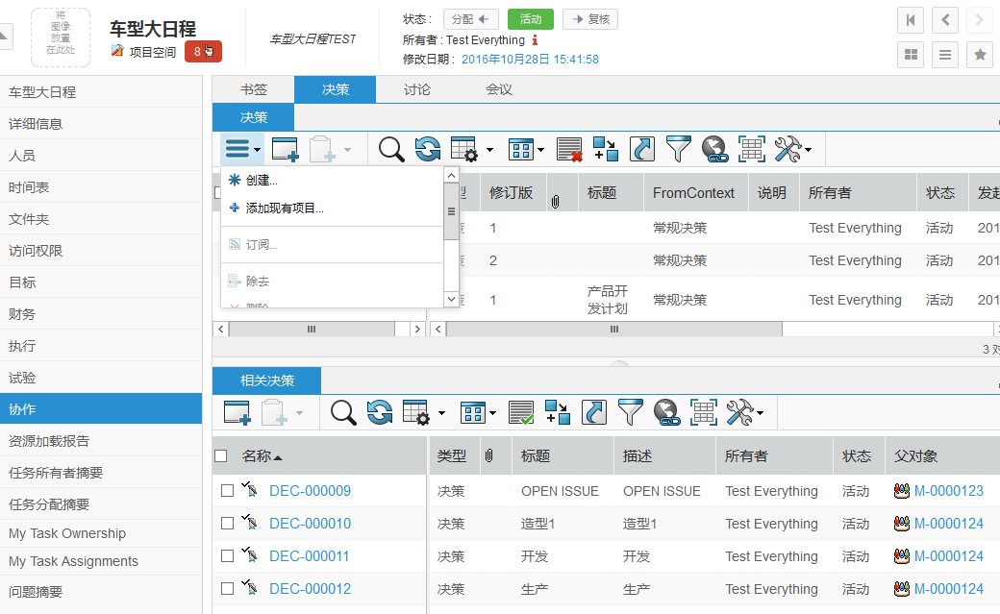 将
图像
放置
在此处
车型大日程
项目空间
8
车型大日程TEST
状态 :
分配
活动
复核
所有者 : Test Everything
修改日期 : 2016年10月28日 15:41:58
车型大日程
详细信息
人员
时间表
文件夹
访问权限
目标
财务
执行
试验
协作
资源加载报告
任务所有者摘要
任务分配摘要
My Task Ownership
My Task Assignments
问题摘要
书签 决策 讨论 会议
决策
创建...
添加现有项目...
订阅...
除去
删除
型 修订版 标题 FromContext 说明 所有者 状态 发起
策 1 常规决策 Test Everything 活动 201
策 2 常规决策 Test Everything 活动 201
策 1 产品开发计划 常规决策 Test Everything 活动 201
3 对
相关决策
名称 类型 标题 描述 所有者 状态 父对象
DEC-000009 决策 OPEN ISSUE OPEN ISSUE Test Everything 活动 M-0000123
DEC-000010 决策 造型1 造型1 Test Everything 活动 M-0000124
DEC-000011 决策 开发 开发 Test Everything 活动 M-0000124
DEC-000012 决策 生产 生产 Test Everything 活动 M-0000124